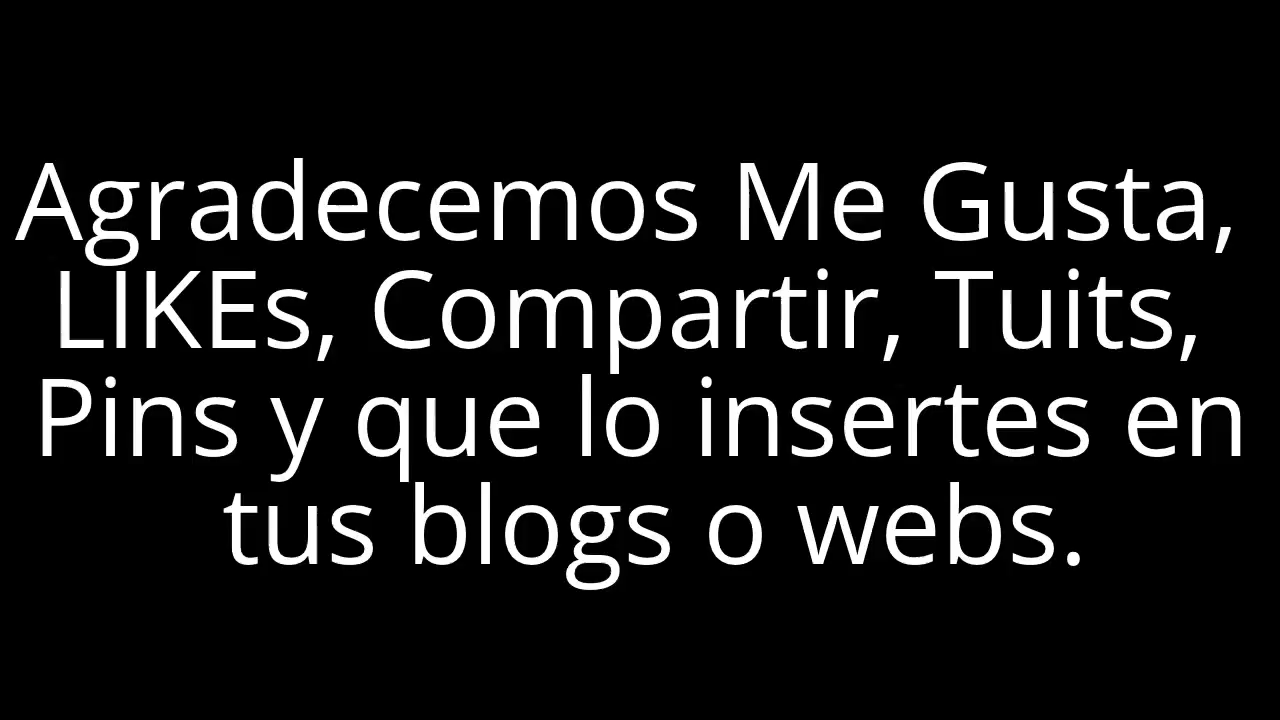 Agradecemos Me Gusta,
LIKEs, Compartir, Tuits,
Pins y que lo insertes en
tus blogs o webs.